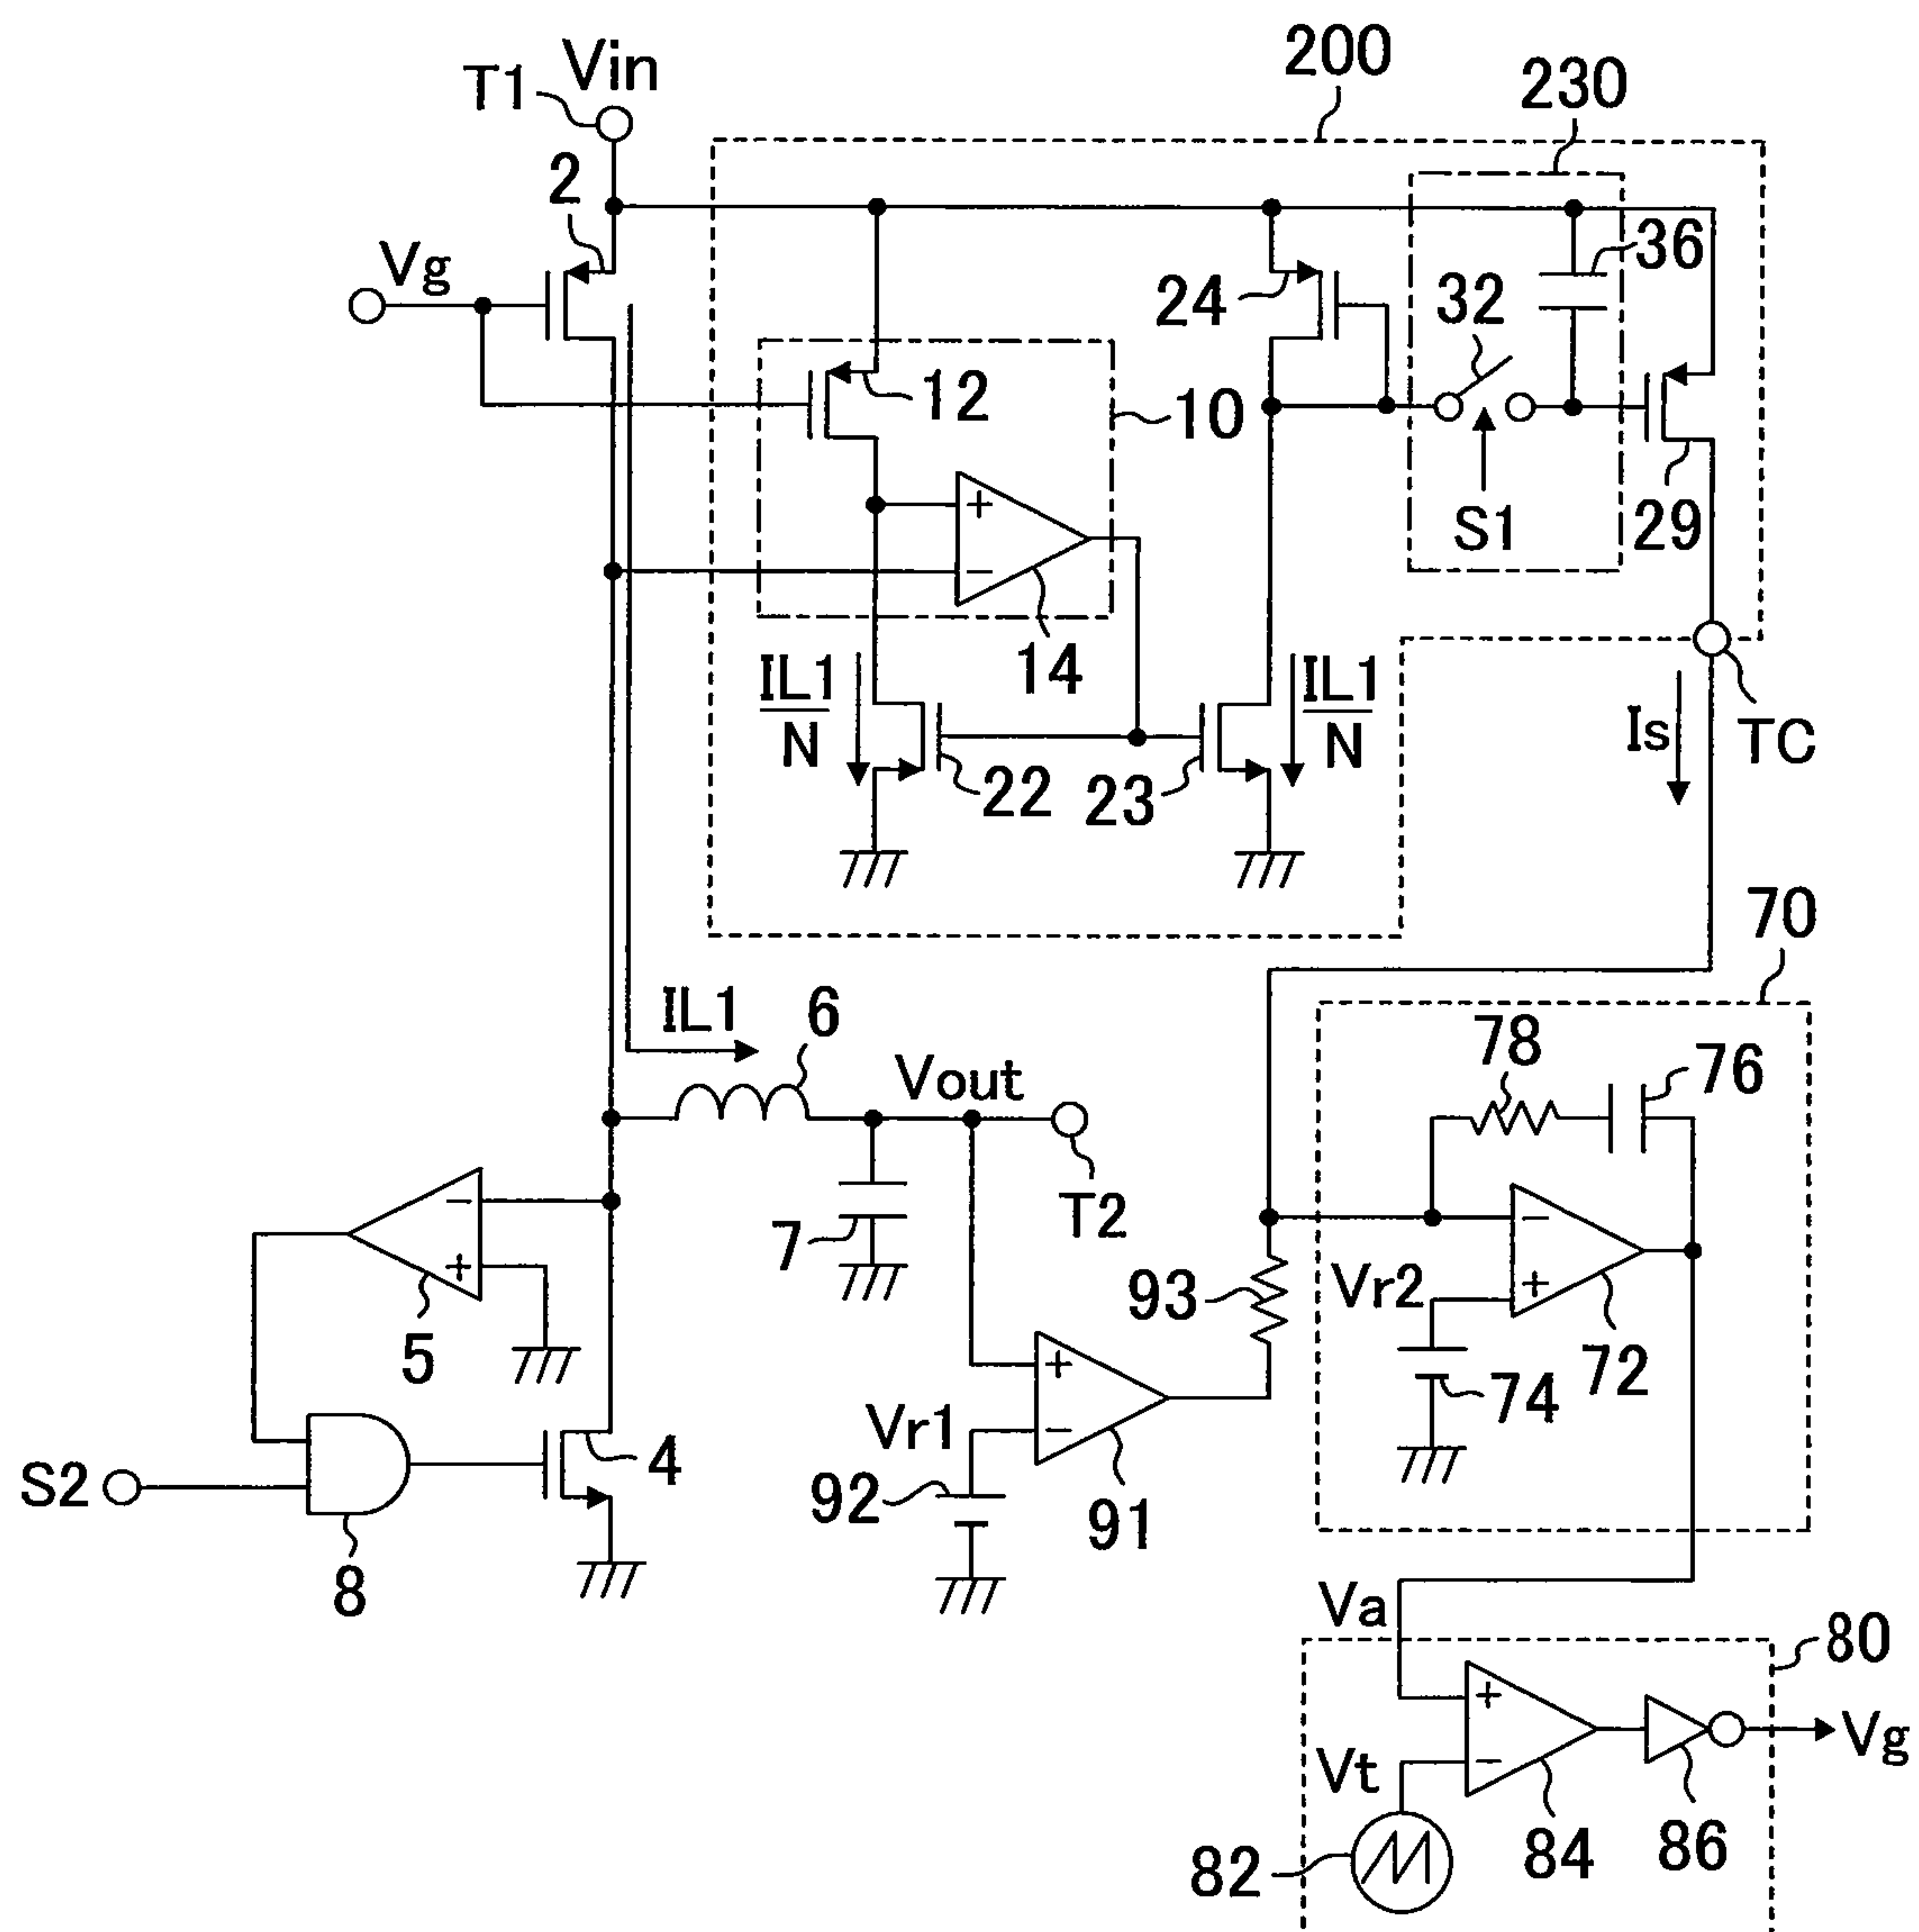 200
230
Vin
T1
2
36
Vg
24
32
12
10
S1
29
14
IL1
N
IL1
N
Is
TC
22
23
70
IL1
6
78
76
Vout
T2
7
93
Vr2
5
72
74
Vr1
4
S2
92
91
8
Va
80
Vg
Vt
84
86
82
+
−
−
+
−
+
+
−
+
−